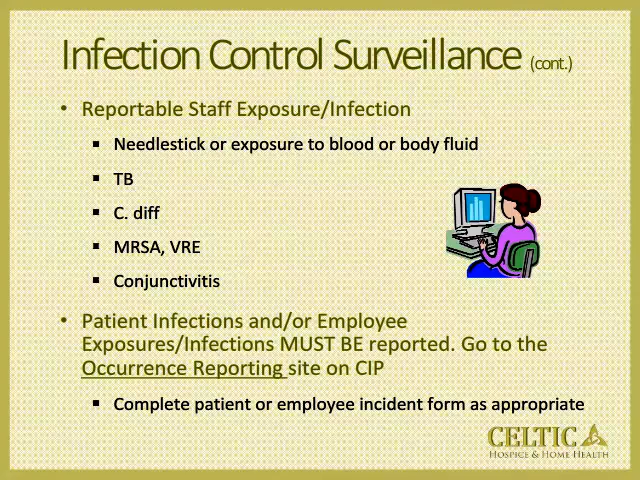 Infection Control Surveillance (cont.)
• Reportable Staff Exposure/Infection
▪ Needlestick or exposure to blood or body fluid
▪ TB
▪ C. diff
▪ MRSA, VRE
▪ Conjunctivitis
• Patient Infections and/or Employee
Exposures/Infections MUST BE reported. Go to the
Occurrence Reporting site on CIP
▪ Complete patient or employee incident form as appropriate
CELTIC
HOSPICE & HOME HEALTH